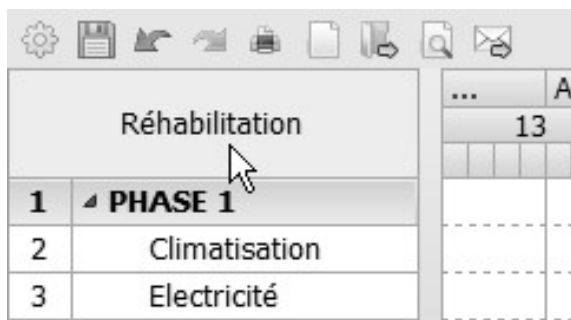 ... A
Réhabilitation 13
1 PHASE 1
2 Climatisation
3 Electricité